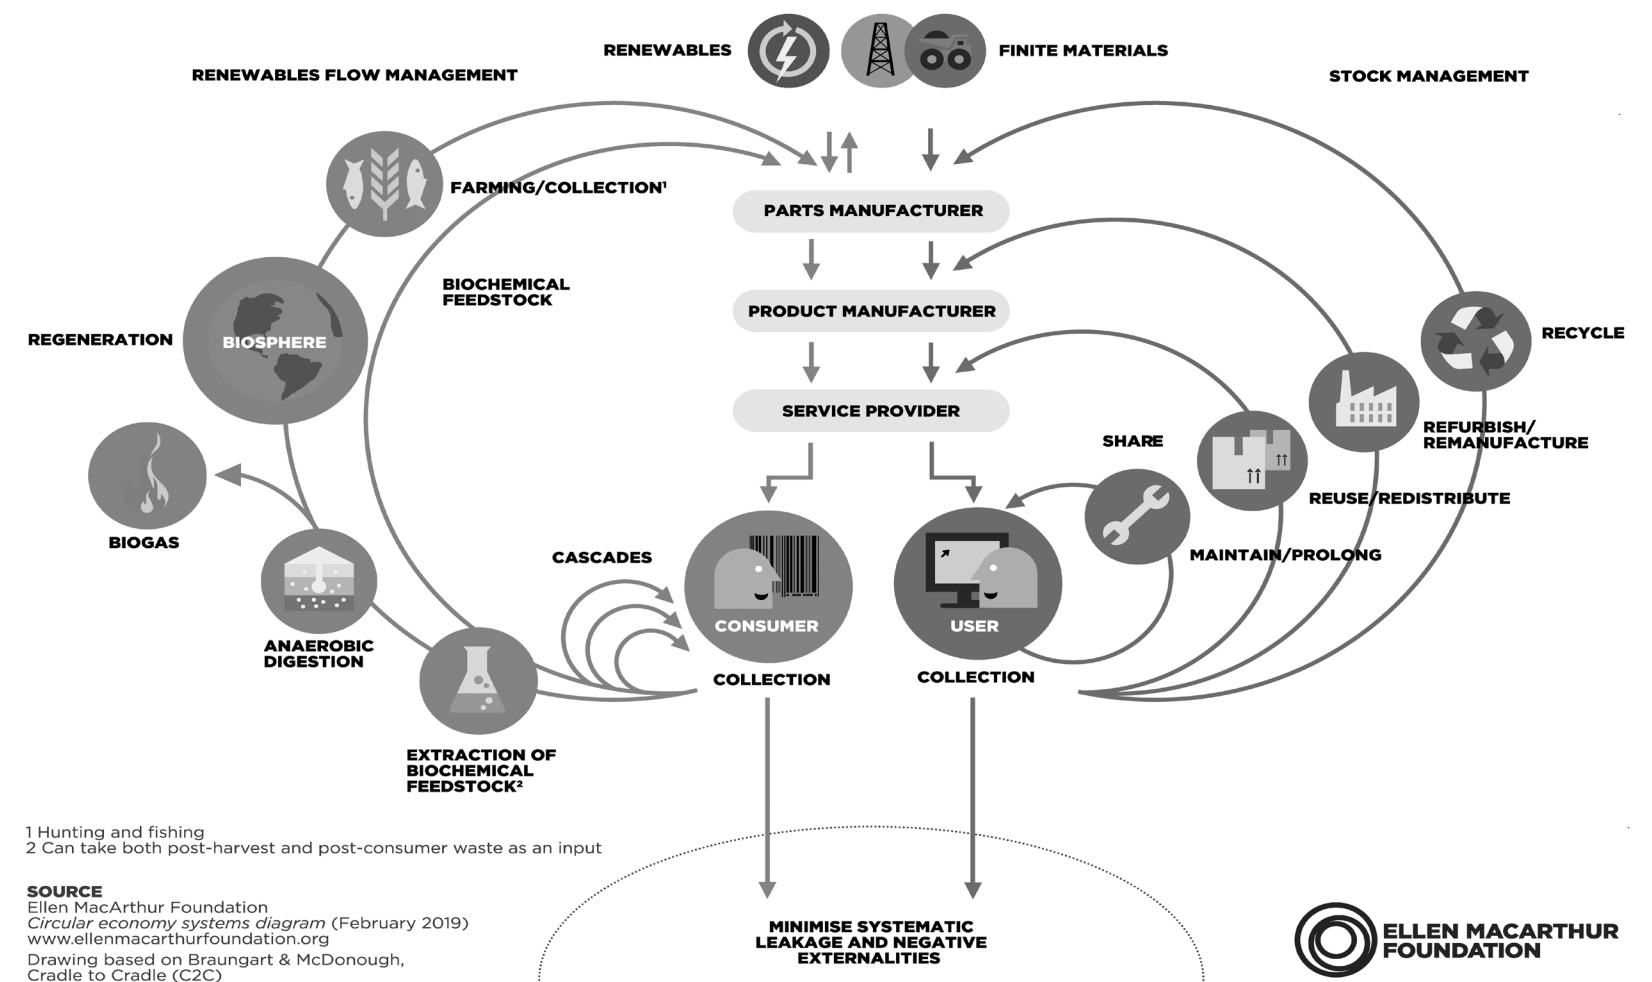 RENEWABLES
FINITE MATERIALS
RENEWABLES FLOW MANAGEMENT
STOCK MANAGEMENT
FARMING/COLLECTION¹
PARTS MANUFACTURER
BIOCHEMICAL
FEEDSTOCK
PRODUCT MANUFACTURER
REGENERATION
BIOSPHERE
RECYCLE
SERVICE PROVIDER
REFURBISH/
REMANUFACTURE
SHARE
REUSE/REDISTRIBUTE
BIOGAS
CASCADES
MAINTAIN/PROLONG
CONSUMER
USER
ANAEROBIC
DIGESTION
COLLECTION
COLLECTION
EXTRACTION OF
BIOCHEMICAL
FEEDSTOCK²
1 Hunting and fishing
2 Can take both post-harvest and post-consumer waste as an input
SOURCE
Ellen MacArthur Foundation
Circular economy systems diagram (February 2019)
www.ellenmacarthurfoundation.org
Drawing based on Braungart & McDonough,
Cradle to Cradle (C2C)
MINIMISE SYSTEMATIC
LEAKAGE AND NEGATIVE
EXTERNALITIES
ELLEN MACARTHUR
FOUNDATION